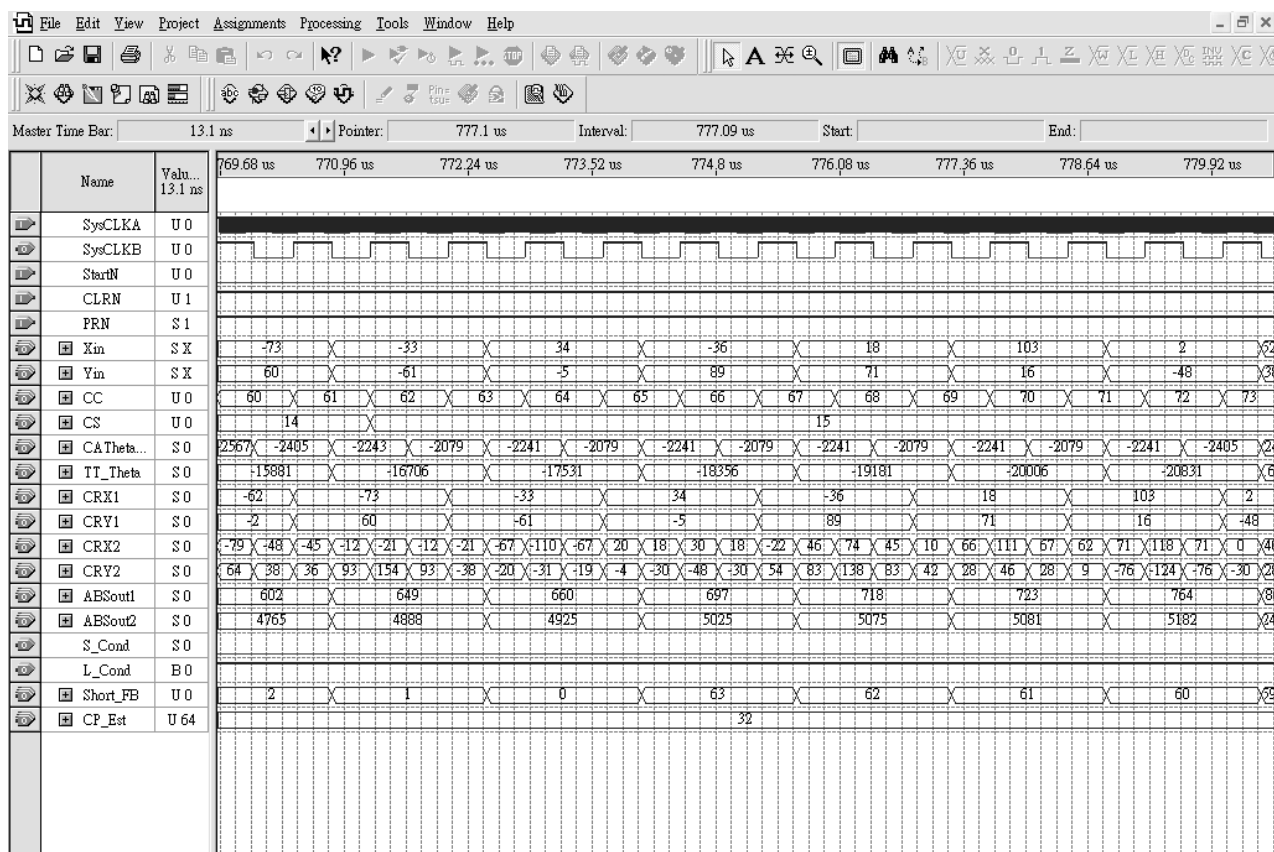 File Edit View Project Assignments Processing Tools Window Help
Master Time Bar: 13.1 ns Pointer: 777.1 us Interval: 777.09 us Start: End:
Name Valu... 13.1 ns 769.68 us 770.96 us 772.24 us 773.52 us 774.8 us 776.08 us 777.36 us 778.64 us 779.92 us
SysCLKA U 0
SysCLKB U 0
StartN U 0
CLRN U 1
PRN S 1
Xin S X -73 -33 34 -36 18 103 2
Yin S X 60 -61 -5 89 71 16 -48
CC U 0 60 61 62 63 64 65 66 67 68 69 70 71 72 73
CS U 0 14 15
CATheta... S 0 -2567 -2405 -2243 -2079 -2241 -2079 -2241 -2079 -2241 -2079 -2241 -2079 -2241 -2405
TT_Theta S 0 -15881 -16706 -17531 -18356 -19181 -20006 -20831
CRX1 S 0 -62 -73 -33 34 -36 18 103 2
CRY1 S 0 -2 60 -61 -5 89 71 16 -48
CRX2 S 0 -79 -48 -45 -12 -21 -12 -21 -67 -110 -67 20 18 30 18 -22 46 74 45 10 66 111 67 62 71 118 71 0
CRY2 S 0 64 38 36 93 154 93 -38 -20 -31 -19 -4 -30 -48 -30 54 83 138 83 42 28 46 28 9 -76 -124 -76 -30
ABSout1 S 0 602 649 660 697 718 723 764
ABSout2 S 0 4765 4888 4925 5025 5075 5081 5182
S_Cond S 0
L_Cond B 0
Short_FB U 0 2 1 0 63 62 61 60
CP_Est U 64 32